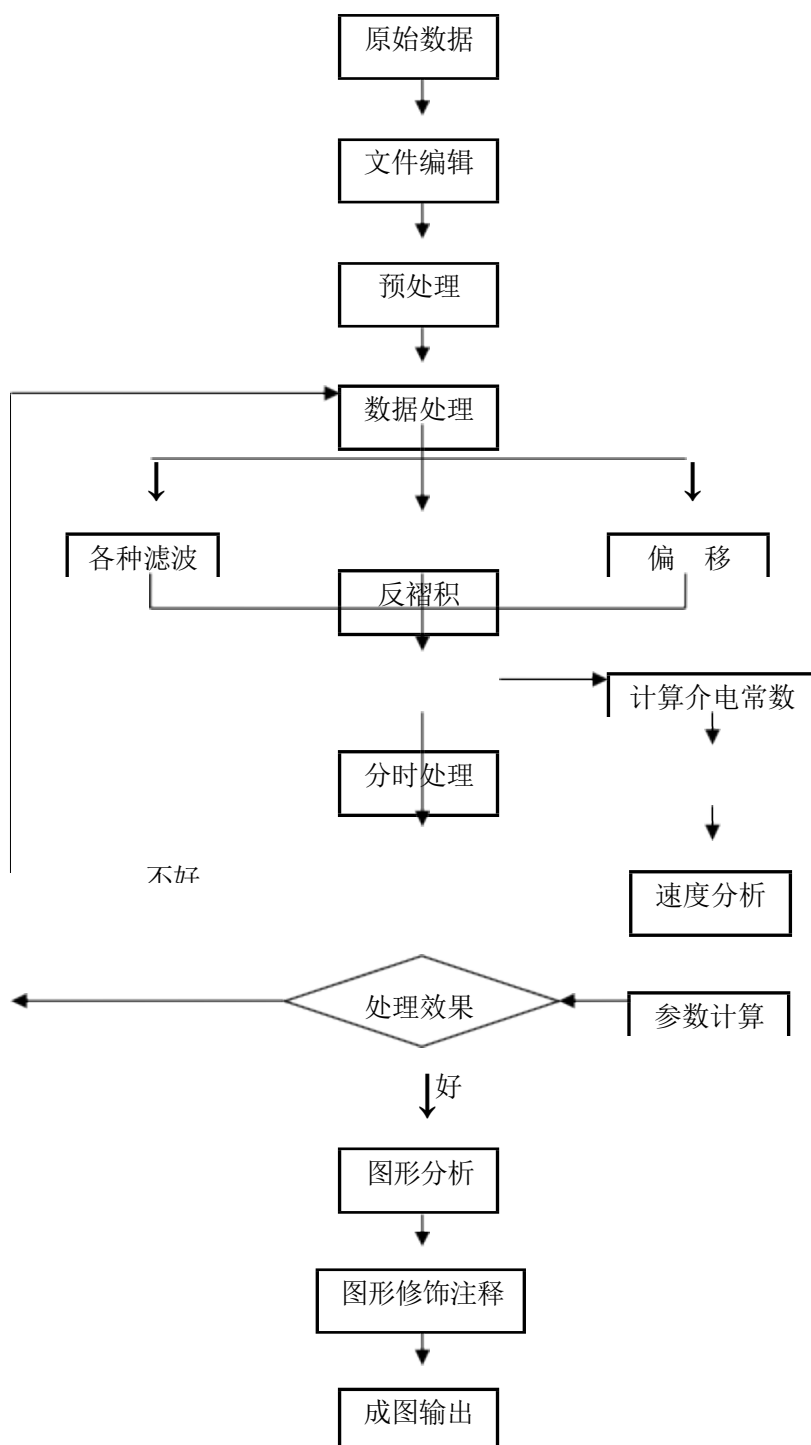 原始数据
文件编辑
预处理
数据处理
各种滤波
偏 移
反褶积
计算介电常数
分时处理
不好
速度分析
处理效果
参数计算
好
图形分析
图形修饰注释
成图输出